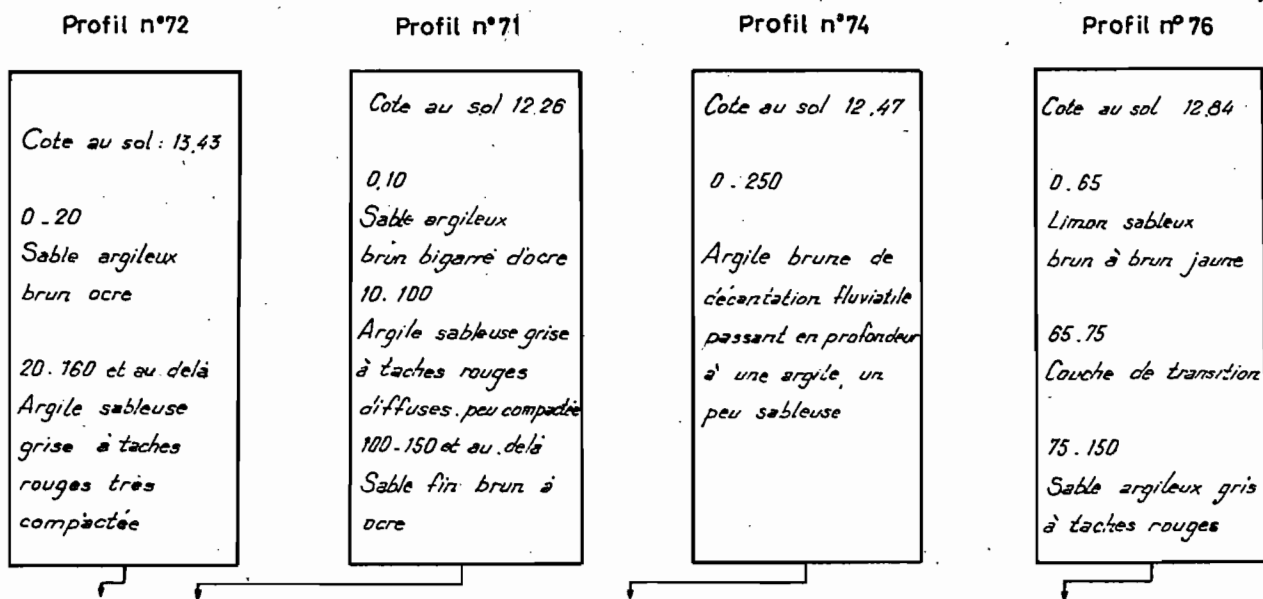 Profil n°72
Cote au sol : 13,43
0 _ 20
Sable argileux
brun ocre
20 . 160 et au delà
Argile sableuse
grise à taches
rouges très
compactée
Profil n°71
Cote au sol 12.26
0,10
Sable argileux
brun bigarré d'ocre
10 . 100
Argile sableuse grise
à taches rouges
diffuses . peu compactée
100 - 150 et au delà
Sable fin brun à
ocre
Profil n°74
Cote au sol 12,47
0 . 250
Argile brune de
décantation fluviatile
passant en profondeur
à une argile, un
peu sableuse
Profil n° 76
Cote au sol 12,84
0 . 65
Limon sableux
brun à brun jaune
65 . 75
Couche de transition
75 . 150
Sable argileux gris
à taches rouges